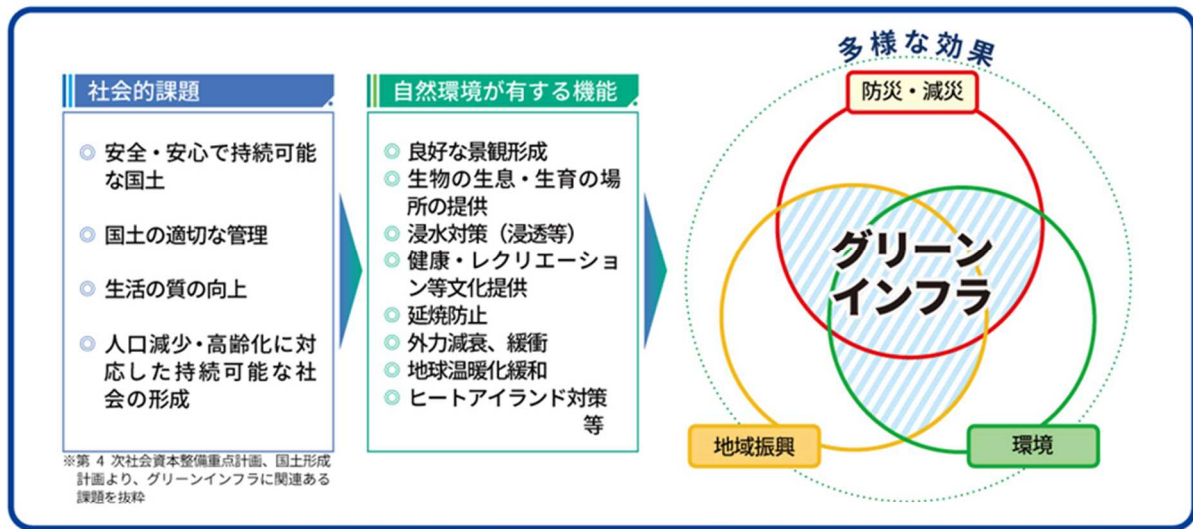 社会的課題
◎ 安全・安心で持続可能
な国土
◎ 国土の適切な管理
◎ 生活の質の向上
◎ 人口減少・高齢化に対
応した持続可能な社
会の形成
※第 4 次社会資本整備重点計画、国土形成
計画より、グリーンインフラに関連ある
課題を抜粋
自然環境が有する機能
◎ 良好な景観形成
◎ 生物の生息・生育の場
所の提供
◎ 浸水対策（浸透等）
◎ 健康・レクリエーショ
ン等文化提供
◎ 延焼防止
◎ 外力減衰、緩衝
◎ 地球温暖化緩和
◎ ヒートアイランド対策
等
多様な効果
防災・減災
グリーン
インフラ
地域振興
環境